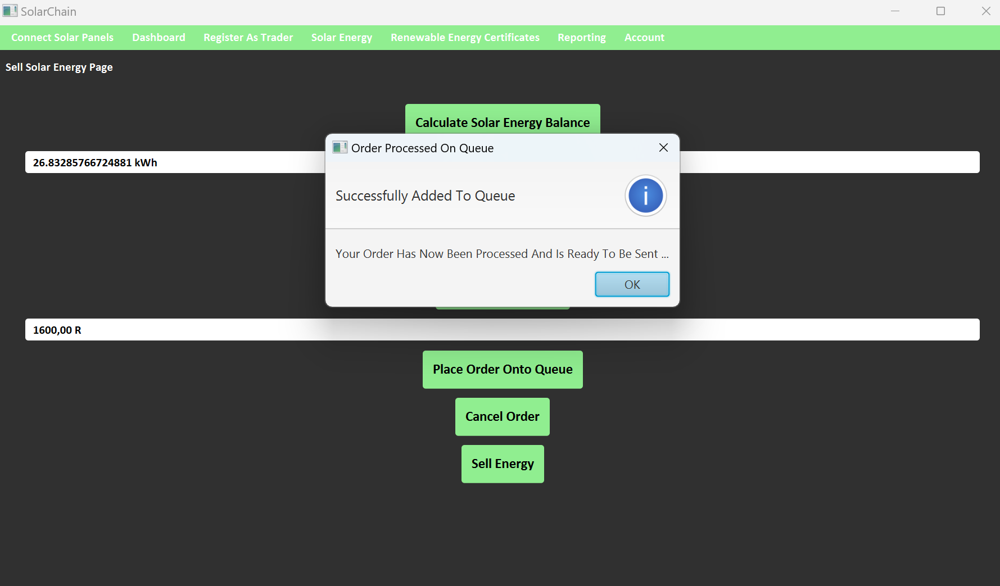 SolarChain
Connect Solar Panels Dashboard Register As Trader Solar Energy Renewable Energy Certificates Reporting Account
Sell Solar Energy Page
Calculate Solar Energy Balance
26.83285766724881 kWh
Order Processed On Queue
Successfully Added To Queue
Your Order Has Now Been Processed And Is Ready To Be Sent ...
OK
1600,00 R
Place Order Onto Queue
Cancel Order
Sell Energy